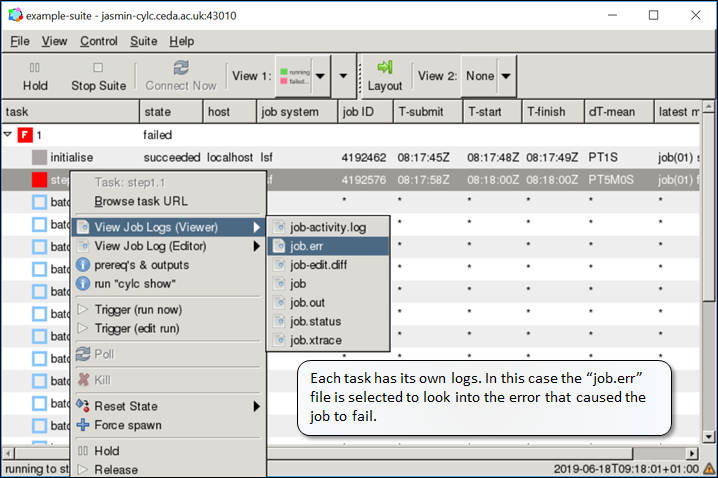 example-suite - jasmin-cylc.ceda.ac.uk:43010
File View Control Suite Help
Hold
Stop Suite
Connect Now
View 1:
running
failed...
Layout
View 2: None
task state host job system job ID T-submit T-start T-finish dT-mean latest m
F 1 failed
initialise succeeded localhost lsf 4192462 08:17:45Z 08:17:48Z 08:17:49Z PT1S job(01) s
step sf 4192576 08:17:58Z 08:18:00Z 08:18:00Z PT5M0S job(01) f
Task: step1.1
Browse task URL
View Job Logs (Viewer)
View Job Log (Editor)
prereq's & outputs
run "cylc show"
Trigger (run now)
Trigger (edit run)
Poll
Kill
Reset State
Force spawn
Hold
Release
job-activity.log
job.err
job-edit.diff
job
job.out
job.status
job.xtrace
batc * * * * * *
batc * * * * * *
batc * * * * * *
batc * * * * * *
batc
batc
batc
batc
batc
batc
batc
Each task has its own logs. In this case the “job.err”
file is selected to look into the error that caused the
job to fail.
running to st 2019-06-18T09:18:01+01:00